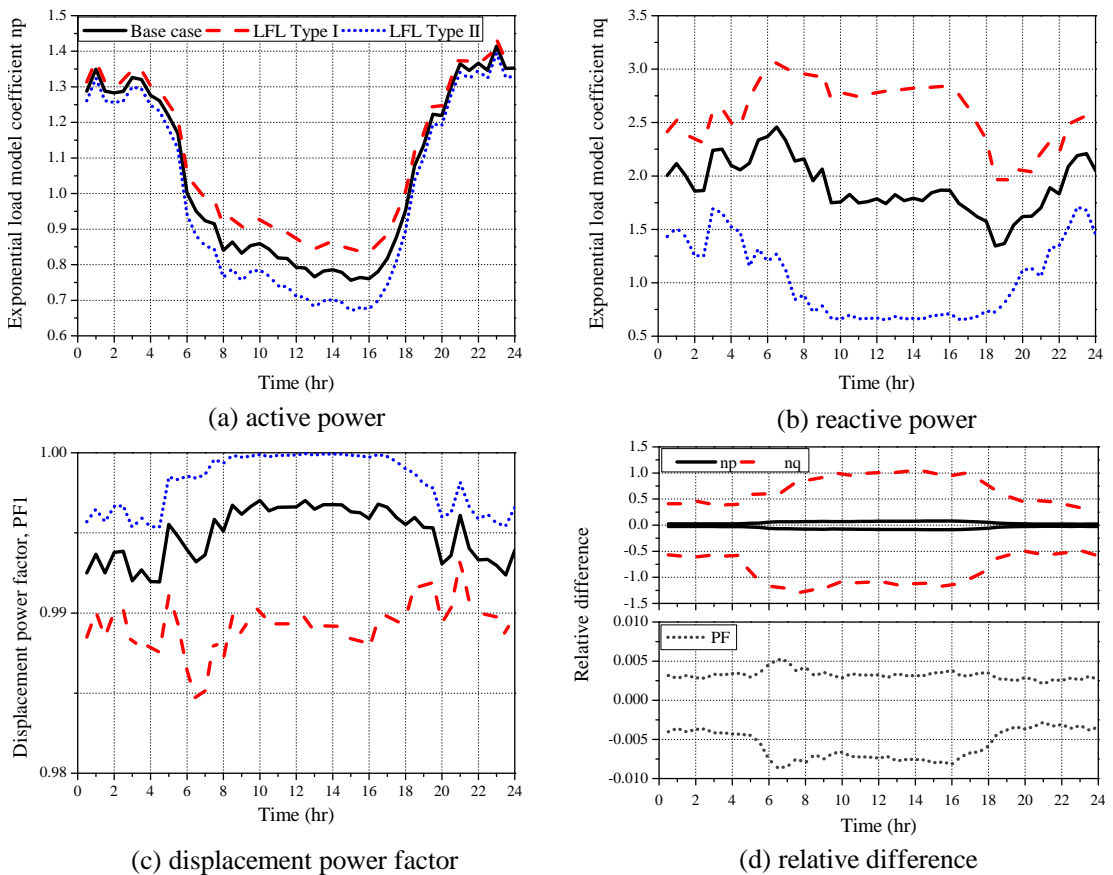 Exponential load model coefficient np
1.5
1.4
1.3
1.2
1.1
1.0
0.9
0.8
0.7
0.6
Base case LFL Type I LFL Type II
0 2 4 6 8 10 12 14 16 18 20 22 24
Time (hr)
(a) active power
Exponential load model coefficient nq
3.5
3.0
2.5
2.0
1.5
1.0
0.5
0 2 4 6 8 10 12 14 16 18 20 22 24
Time (hr)
(b) reactive power
Displacement power factor, PF1
1.00
0.99
0.98
0 2 4 6 8 10 12 14 16 18 20 22 24
Time (hr)
(c) displacement power factor
Relative difference
1.5
1.0
0.5
0.0
-0.5
-1.0
-1.5
np nq
0.010
0.005
0.000
-0.005
-0.010
PF
0 2 4 6 8 10 12 14 16 18 20 22 24
Time (hr)
(d) relative difference